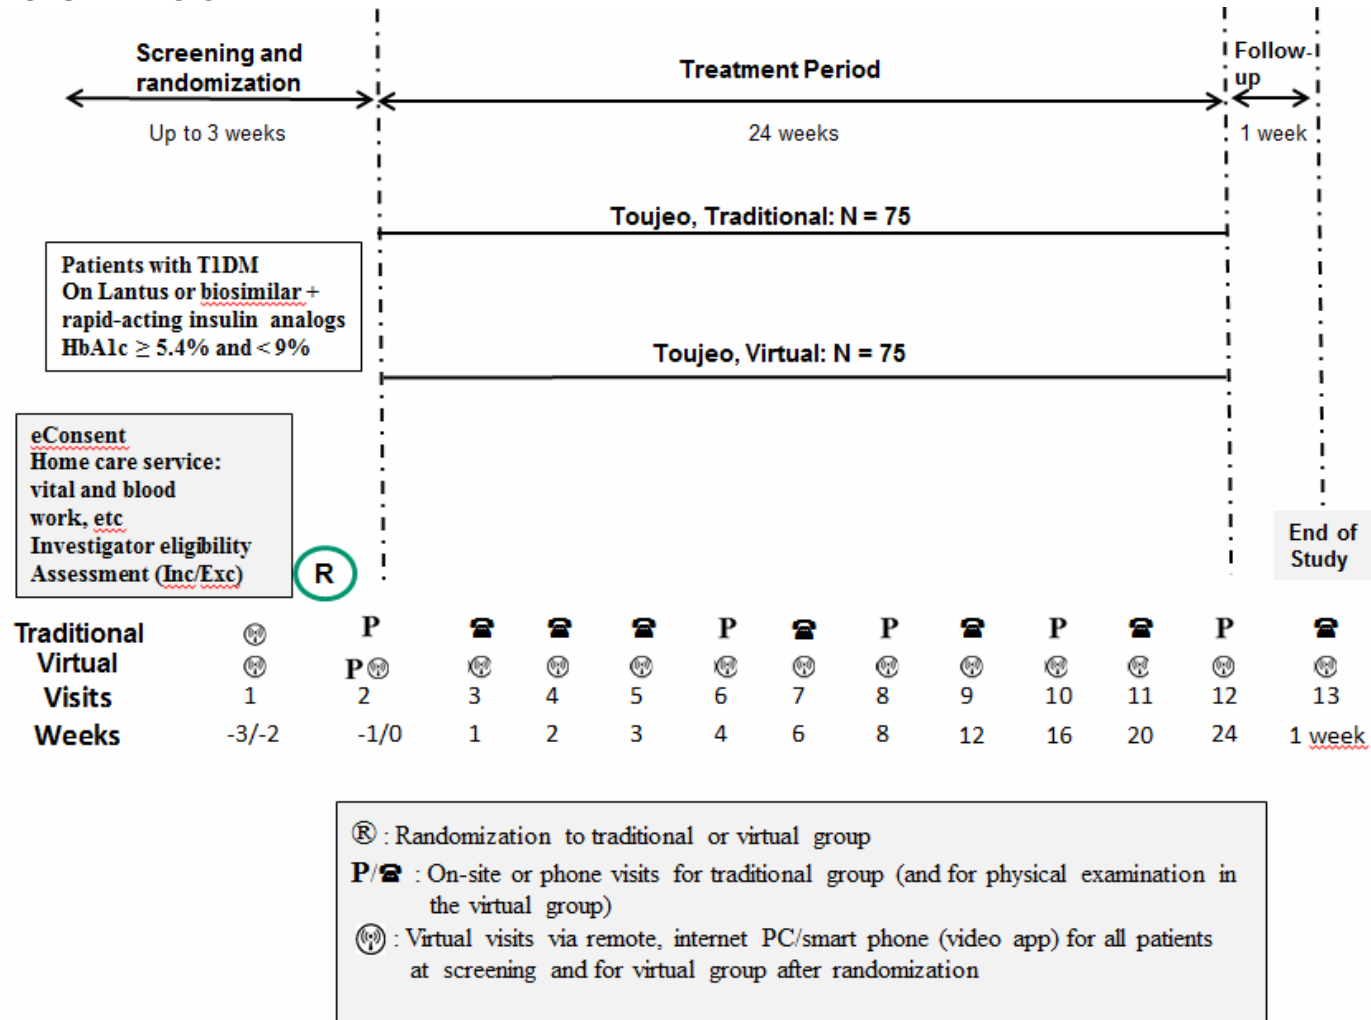 Screening and
randomization
Treatment Period
Follow-
up
Up to 3 weeks
24 weeks
1 week
Toujeo, Traditional: N = 75
Patients with T1DM
On Lantus or biosimilar +
rapid-acting insulin analogs
HbA1c ≥ 5.4% and < 9%
Toujeo, Virtual: N = 75
eConsent
Home care service:
vital and blood
work, etc
Investigator eligibility
Assessment (Inc/Exc)
R
End of
Study
Traditional P P P P P
Virtual P
Visits 1 2 3 4 5 6 7 8 9 10 11 12 13
Weeks -3/-2 -1/0 1 2 3 4 6 8 12 16 20 24 1 week
® : Randomization to traditional or virtual group
P/☎ : On-site or phone visits for traditional group (and for physical examination in
the virtual group)
: Virtual visits via remote, internet PC/smart phone (video app) for all patients
at screening and for virtual group after randomization